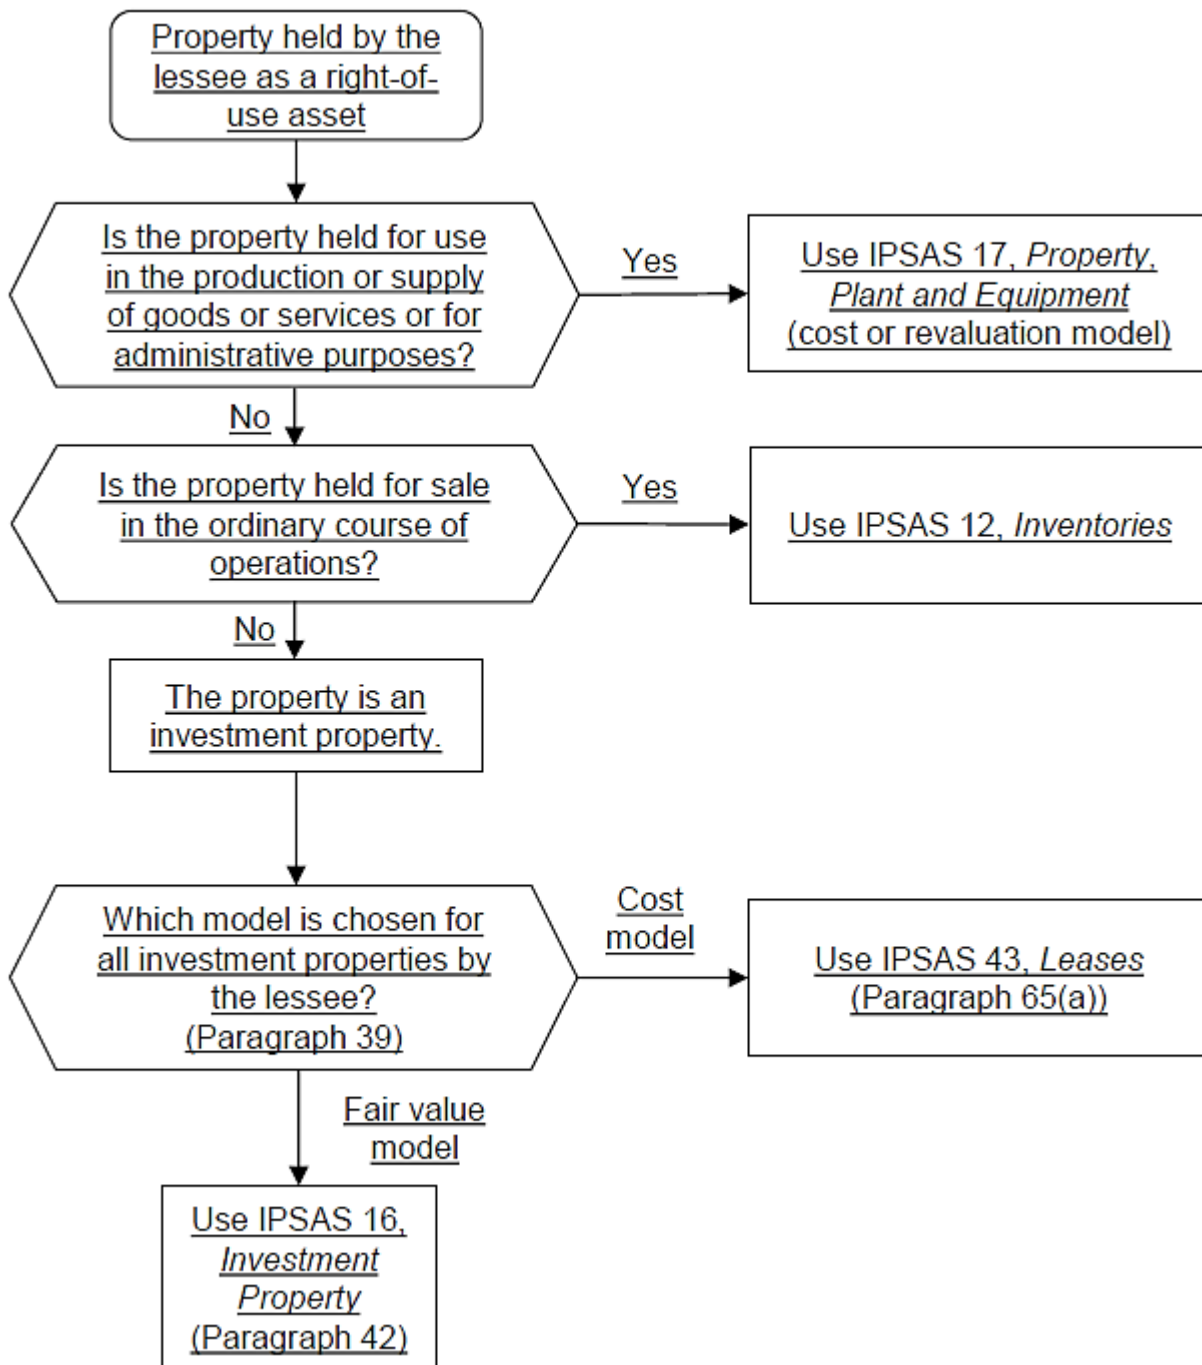 Property held by the
lessee as a right-of-
use asset
Is the property held for use
in the production or supply
of goods or services or for
administrative purposes?
Yes
Use IPSAS 17, Property,
Plant and Equipment
(cost or revaluation model)
No
Is the property held for sale
in the ordinary course of
operations?
Yes
Use IPSAS 12, Inventories
No
The property is an
investment property.
Which model is chosen for
all investment properties by
the lessee?
(Paragraph 39)
Cost
model
Use IPSAS 43, Leases
(Paragraph 65(a))
Fair value
model
Use IPSAS 16,
Investment
Property
(Paragraph 42)